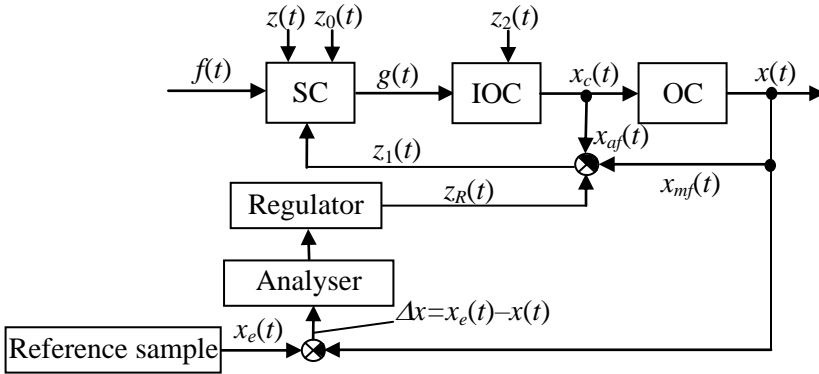 z(t) z₀(t) z₂(t)
f(t) SC g(t) IOC x_c(t) OC x(t)
x_af(t)
z₁(t)
x_mf(t)
Regulator z_R(t)
Analyser
Δx=x_e(t)–x(t)
Reference sample x_e(t)